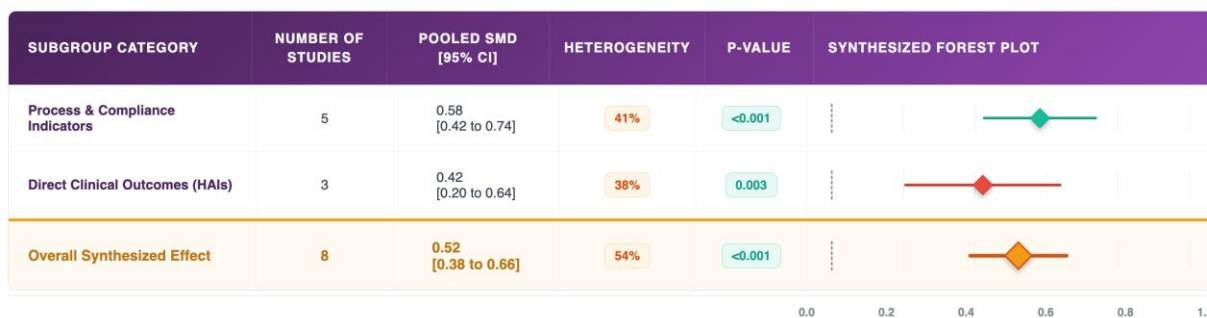 SUBGROUP CATEGORY
NUMBER OF
STUDIES
POOLED SMD
[95% CI]
HETEROGENEITY
P-VALUE
SYNTHESIZED FOREST PLOT
Process & Compliance
Indicators
5
0.58
[0.42 to 0.74]
41%
<0.001
Direct Clinical Outcomes (HAIs)
3
0.42
[0.20 to 0.64]
38%
0.003
Overall Synthesized Effect
8
0.52
[0.38 to 0.66]
54%
<0.001
0.0 0.2 0.4 0.6 0.8